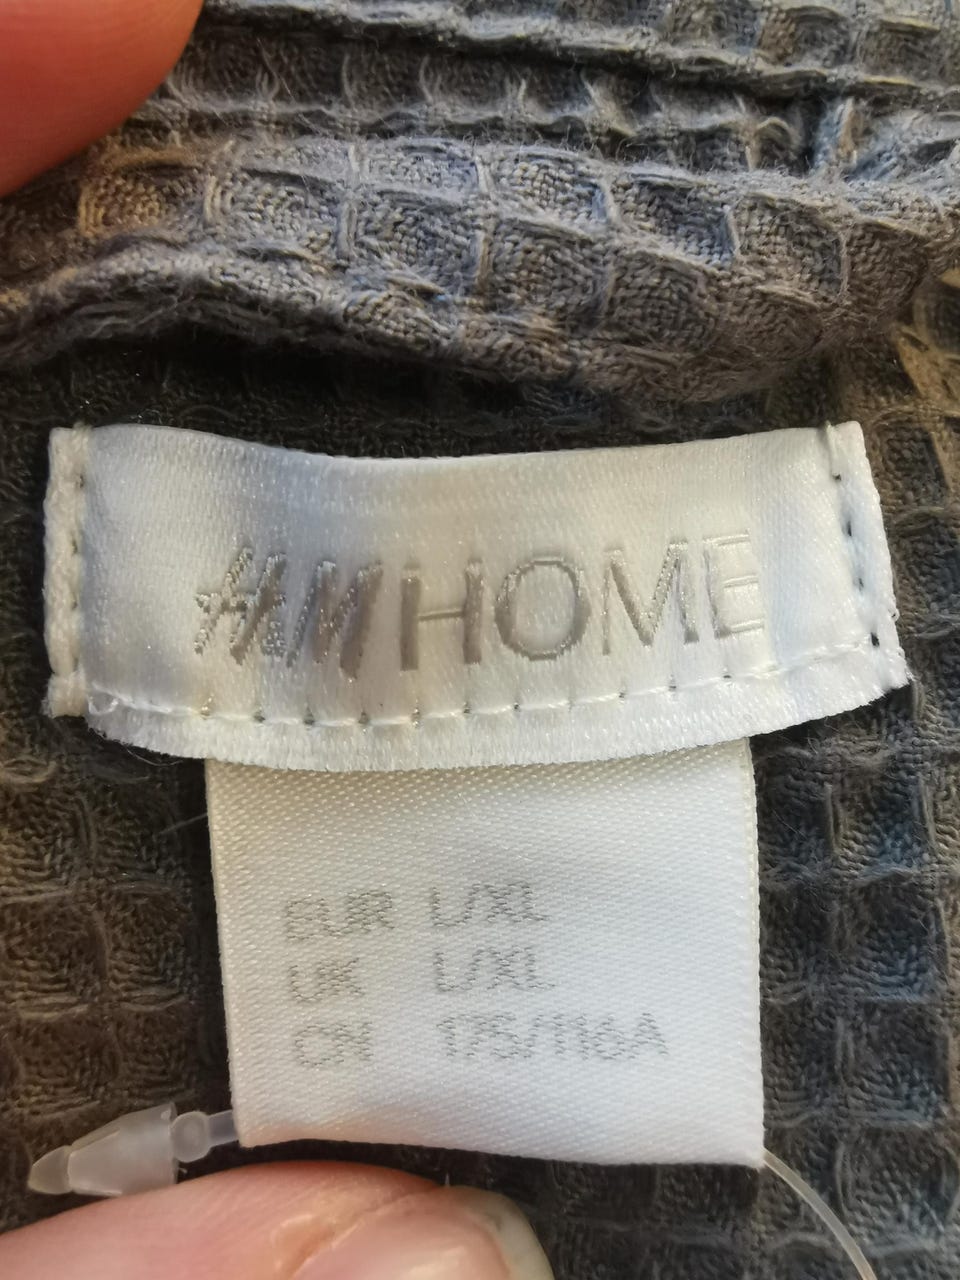 H&M HOME
EUR L/XL
UK L/XL
CN 175/116A